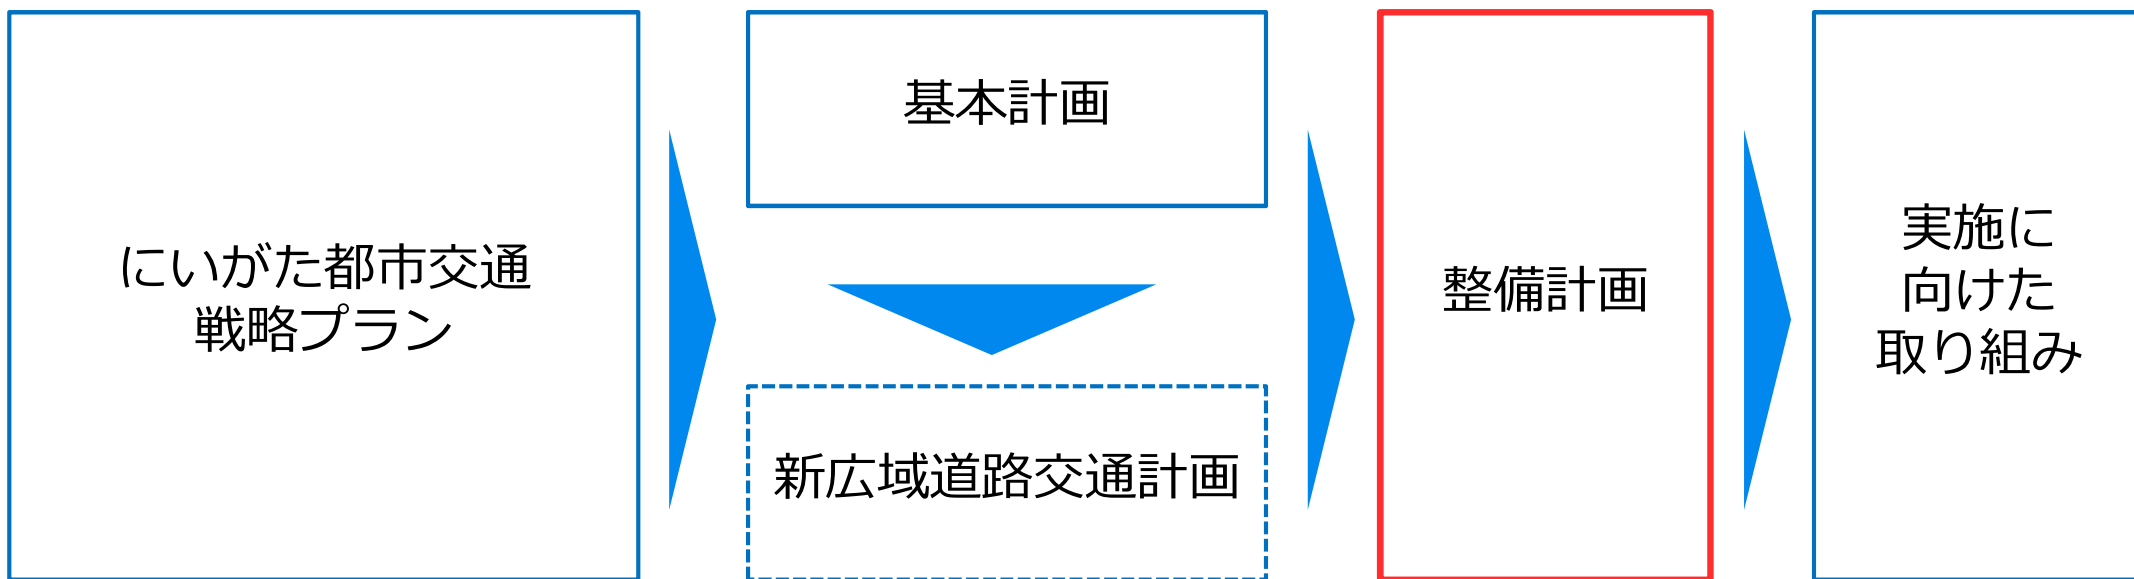 にいがた都市交通
戦略プラン
基本計画
新広域道路交通計画
整備計画
実施に
向けた
取り組み